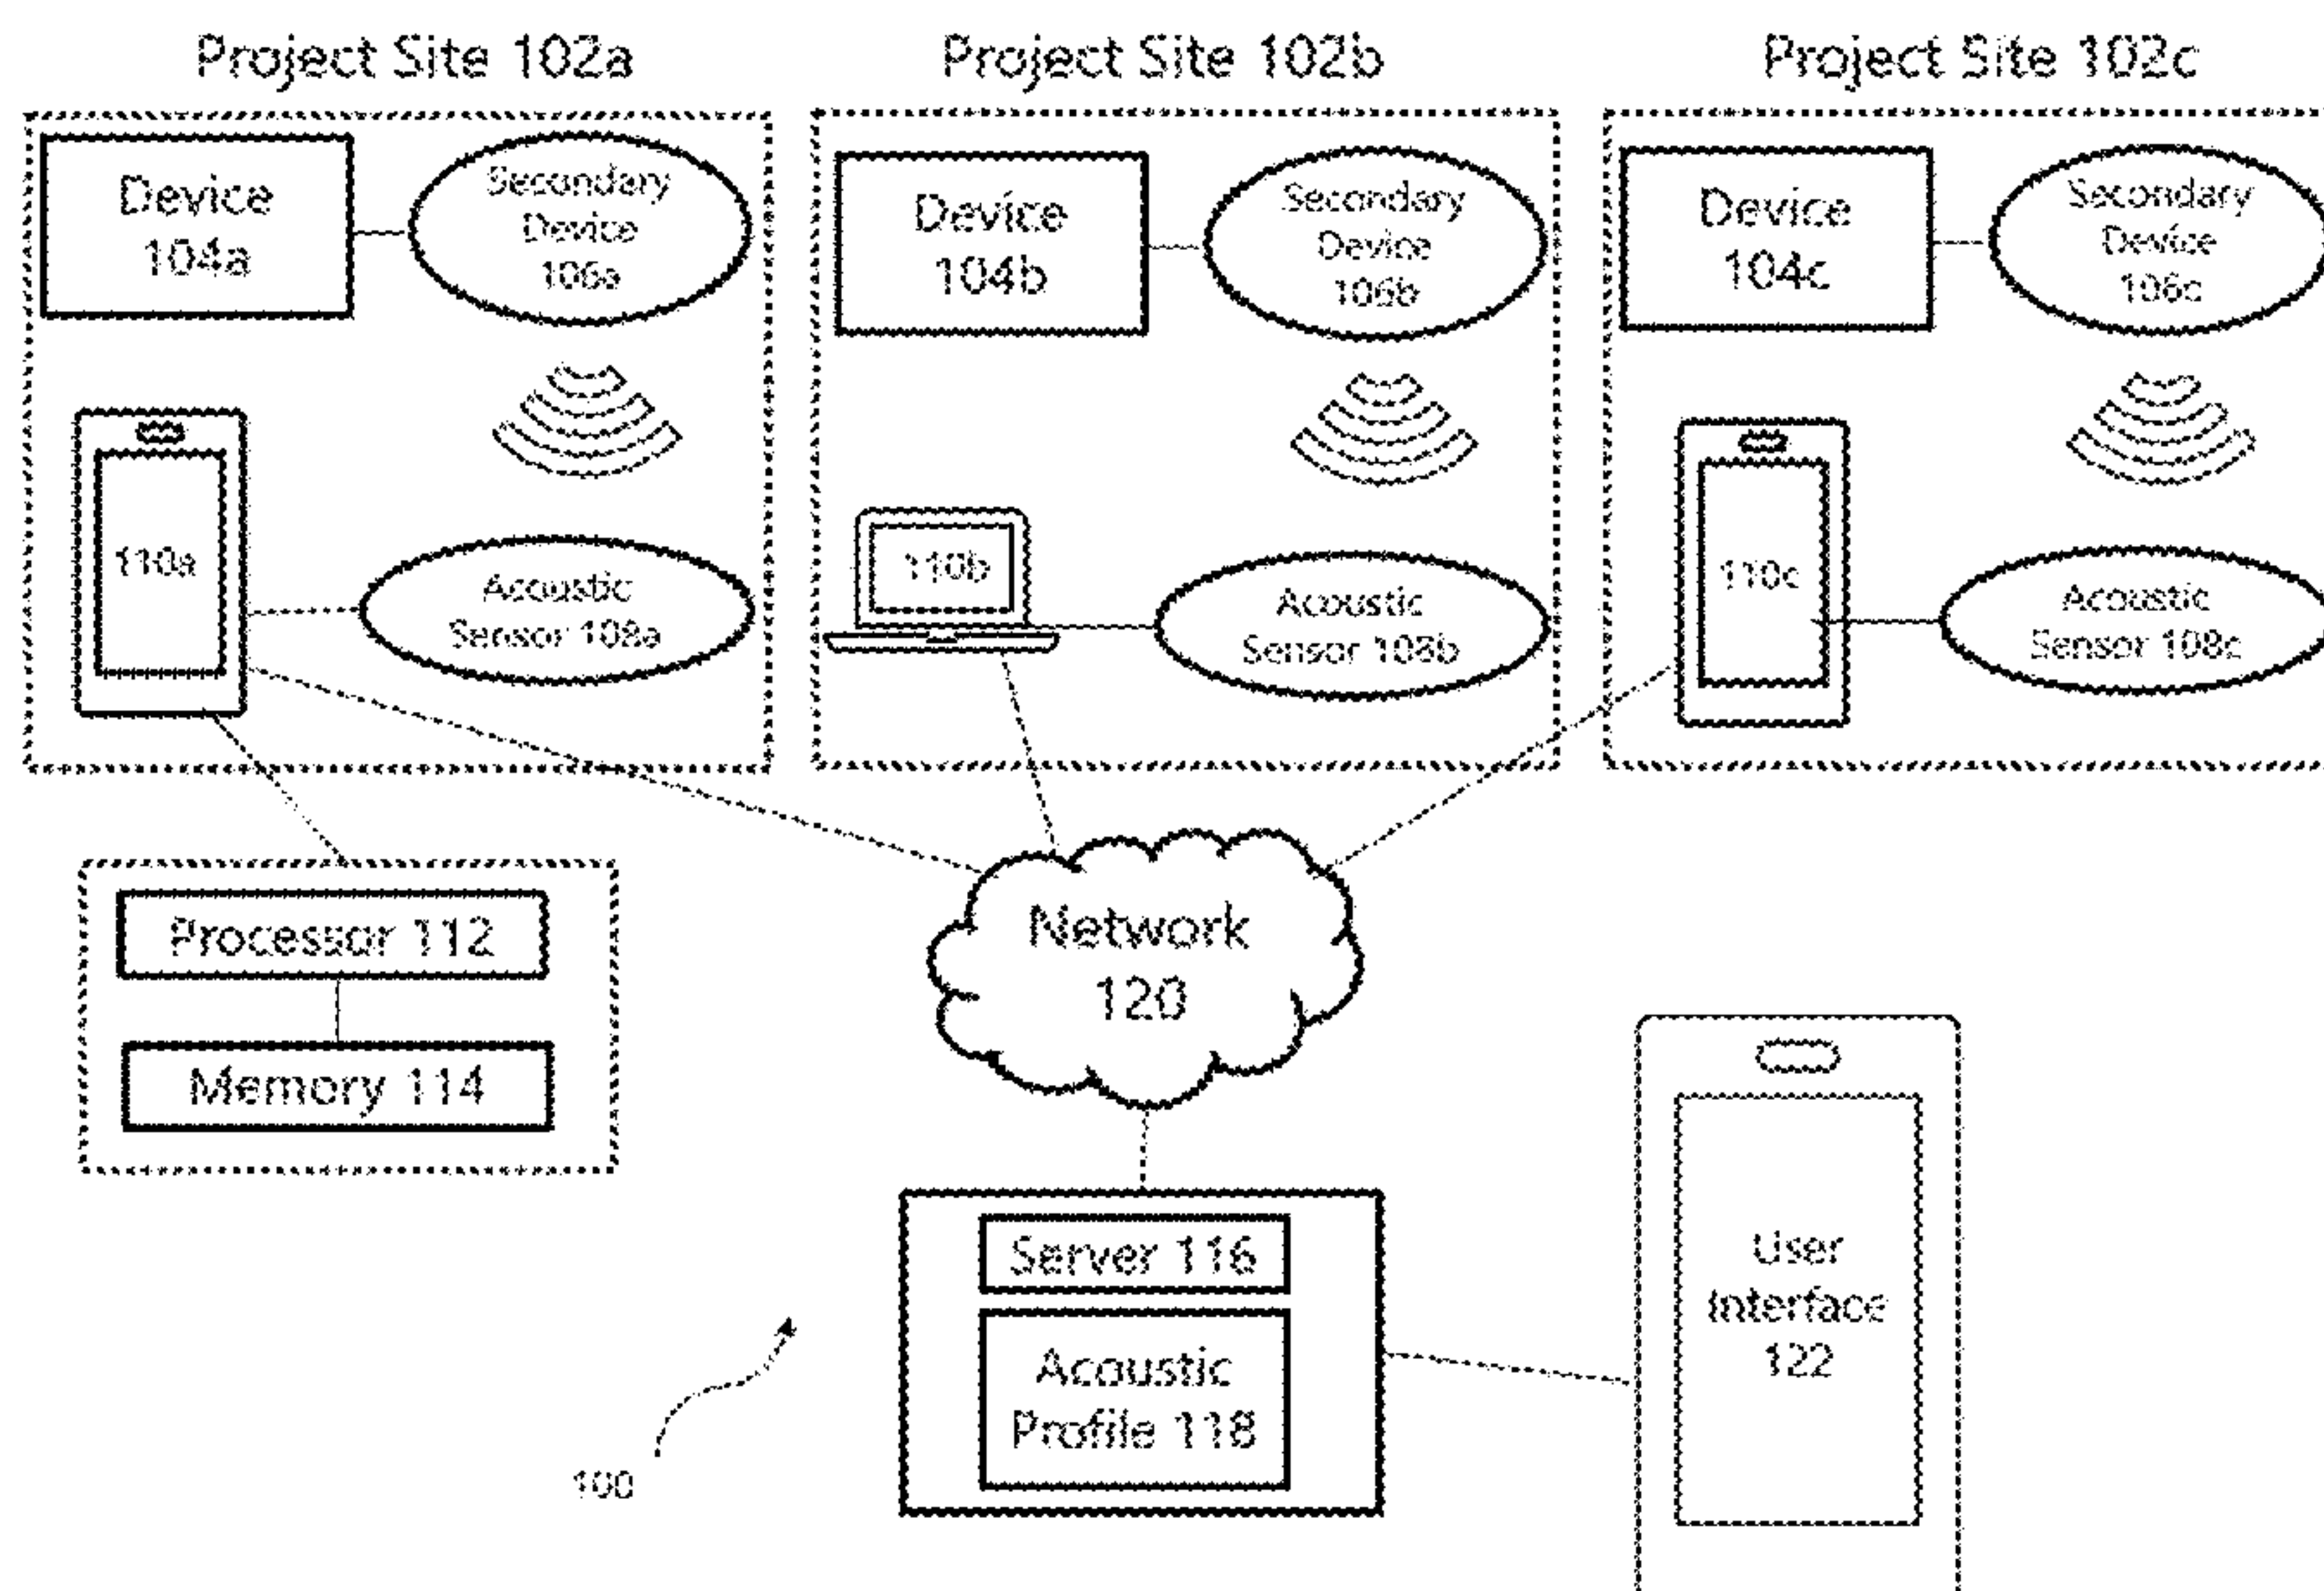 Project Site 102a
Project Site 102b
Project Site 102c
Device
104a
Secondary
Device
106a
Device
104b
Secondary
Device
106b
Device
104c
Secondary
Device
106c
110a
Acoustic
Sensor 108a
110b
Acoustic
Sensor 108b
110c
Acoustic
Sensor 108c
Processor 112
Memory 114
Network
120
Server 116
Acoustic
Profile 118
User
Interface
122
100